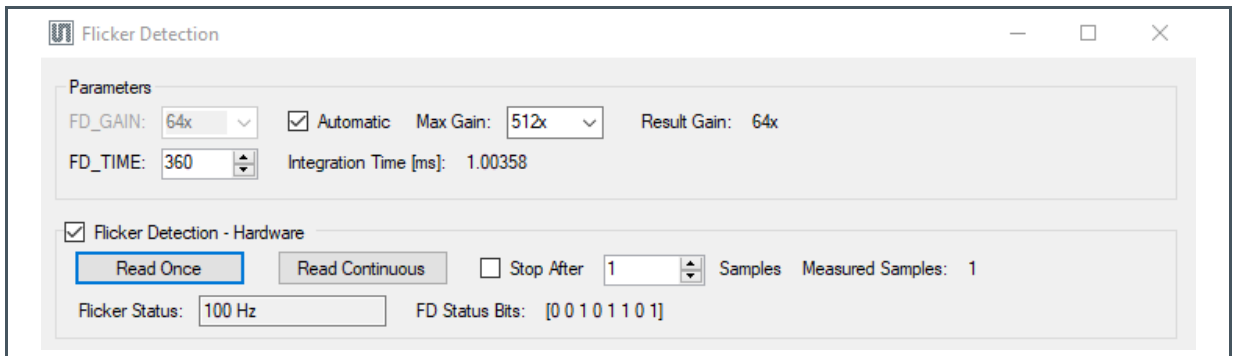 Flicker Detection
Parameters
FD_GAIN: 64x Automatic Max Gain: 512x Result Gain: 64x
FD_TIME: 360 Integration Time [ms]: 1.00358
Flicker Detection - Hardware
Read Once Read Continuous Stop After 1 Samples Measured Samples: 1
Flicker Status: 100 Hz FD Status Bits: [0 0 1 0 1 1 0 1]